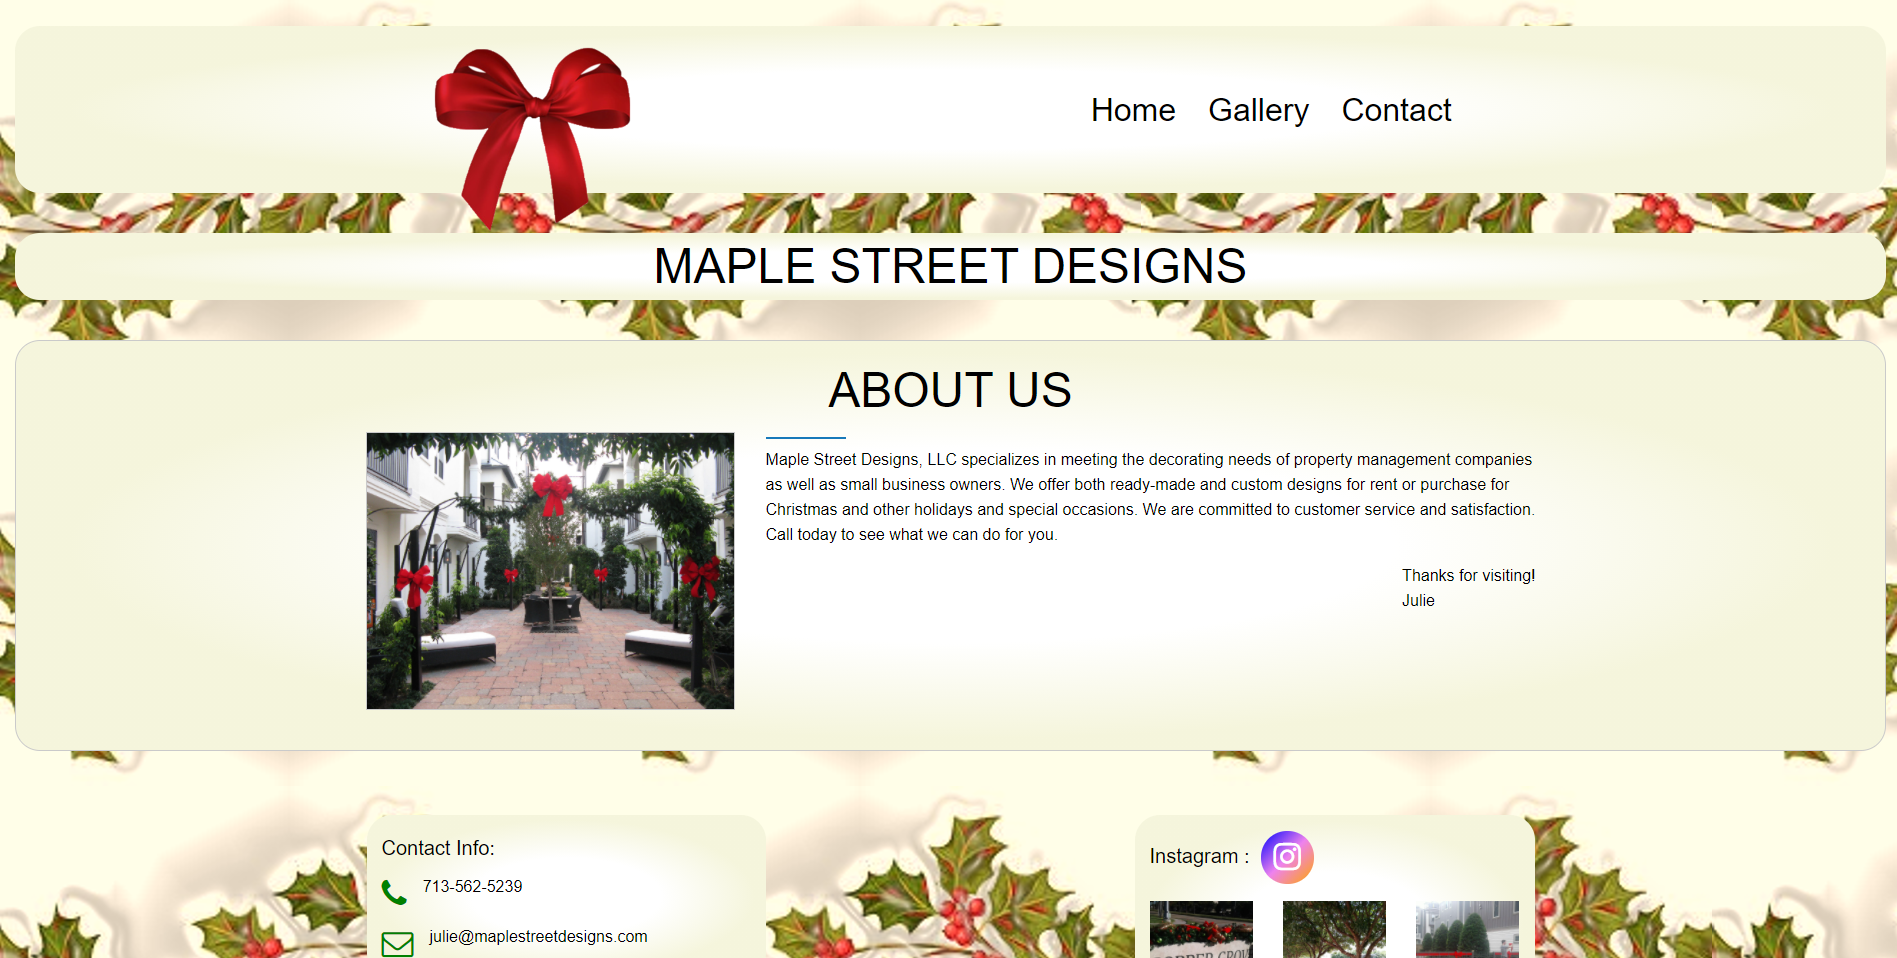 Home Gallery Contact
MAPLE STREET DESIGNS
ABOUT US
Maple Street Designs, LLC specializes in meeting the decorating needs of property management companies
as well as small business owners. We offer both ready-made and custom designs for rent or purchase for
Christmas and other holidays and special occasions. We are committed to customer service and satisfaction.
Call today to see what we can do for you.
Thanks for visiting!
Julie
Contact Info:
713-562-5239
julie@maplestreetdesigns.com
Instagram :